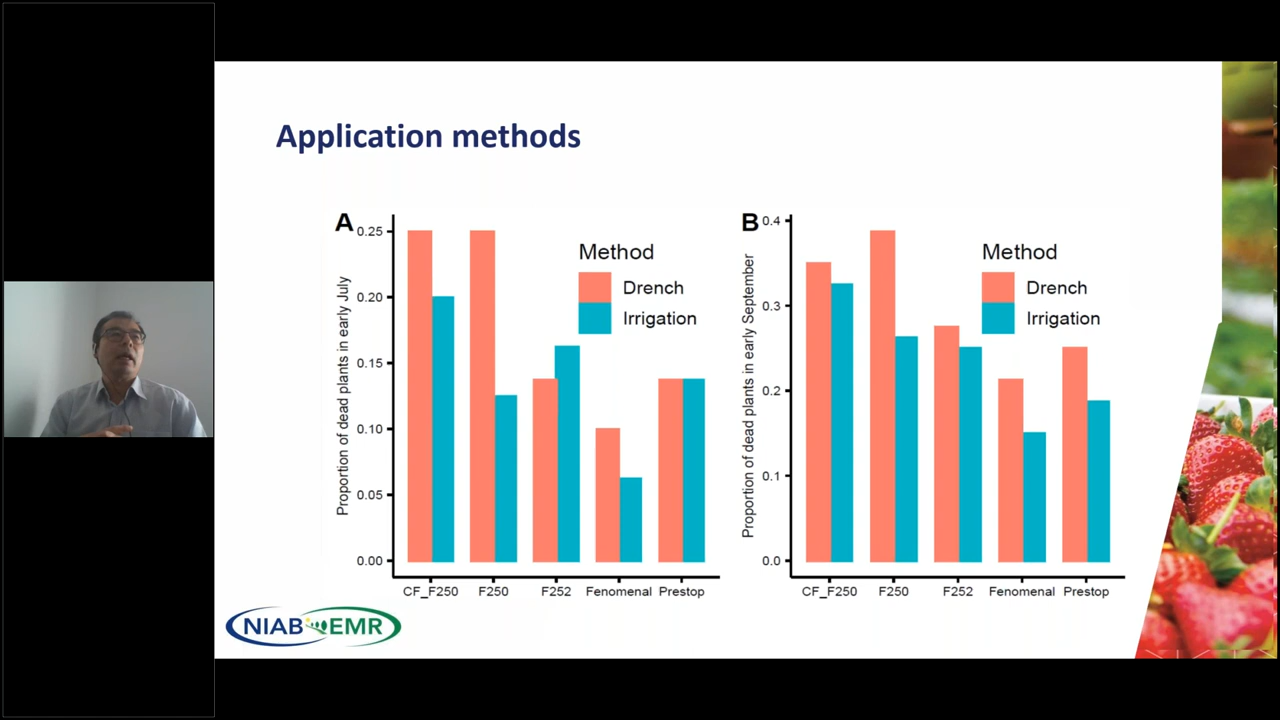 Application methods
A
Proportion of dead plants in early July
0.25
0.20
0.15
0.10
0.05
0.00
Method
Drench
Irrigation
CF_F250 F250 F252 Fenomenal Prestop
B
Proportion of dead plants in early September
0.4
0.3
0.2
0.1
0.0
Method
Drench
Irrigation
CF_F250 F250 F252 Fenomenal Prestop
NIAB EMR